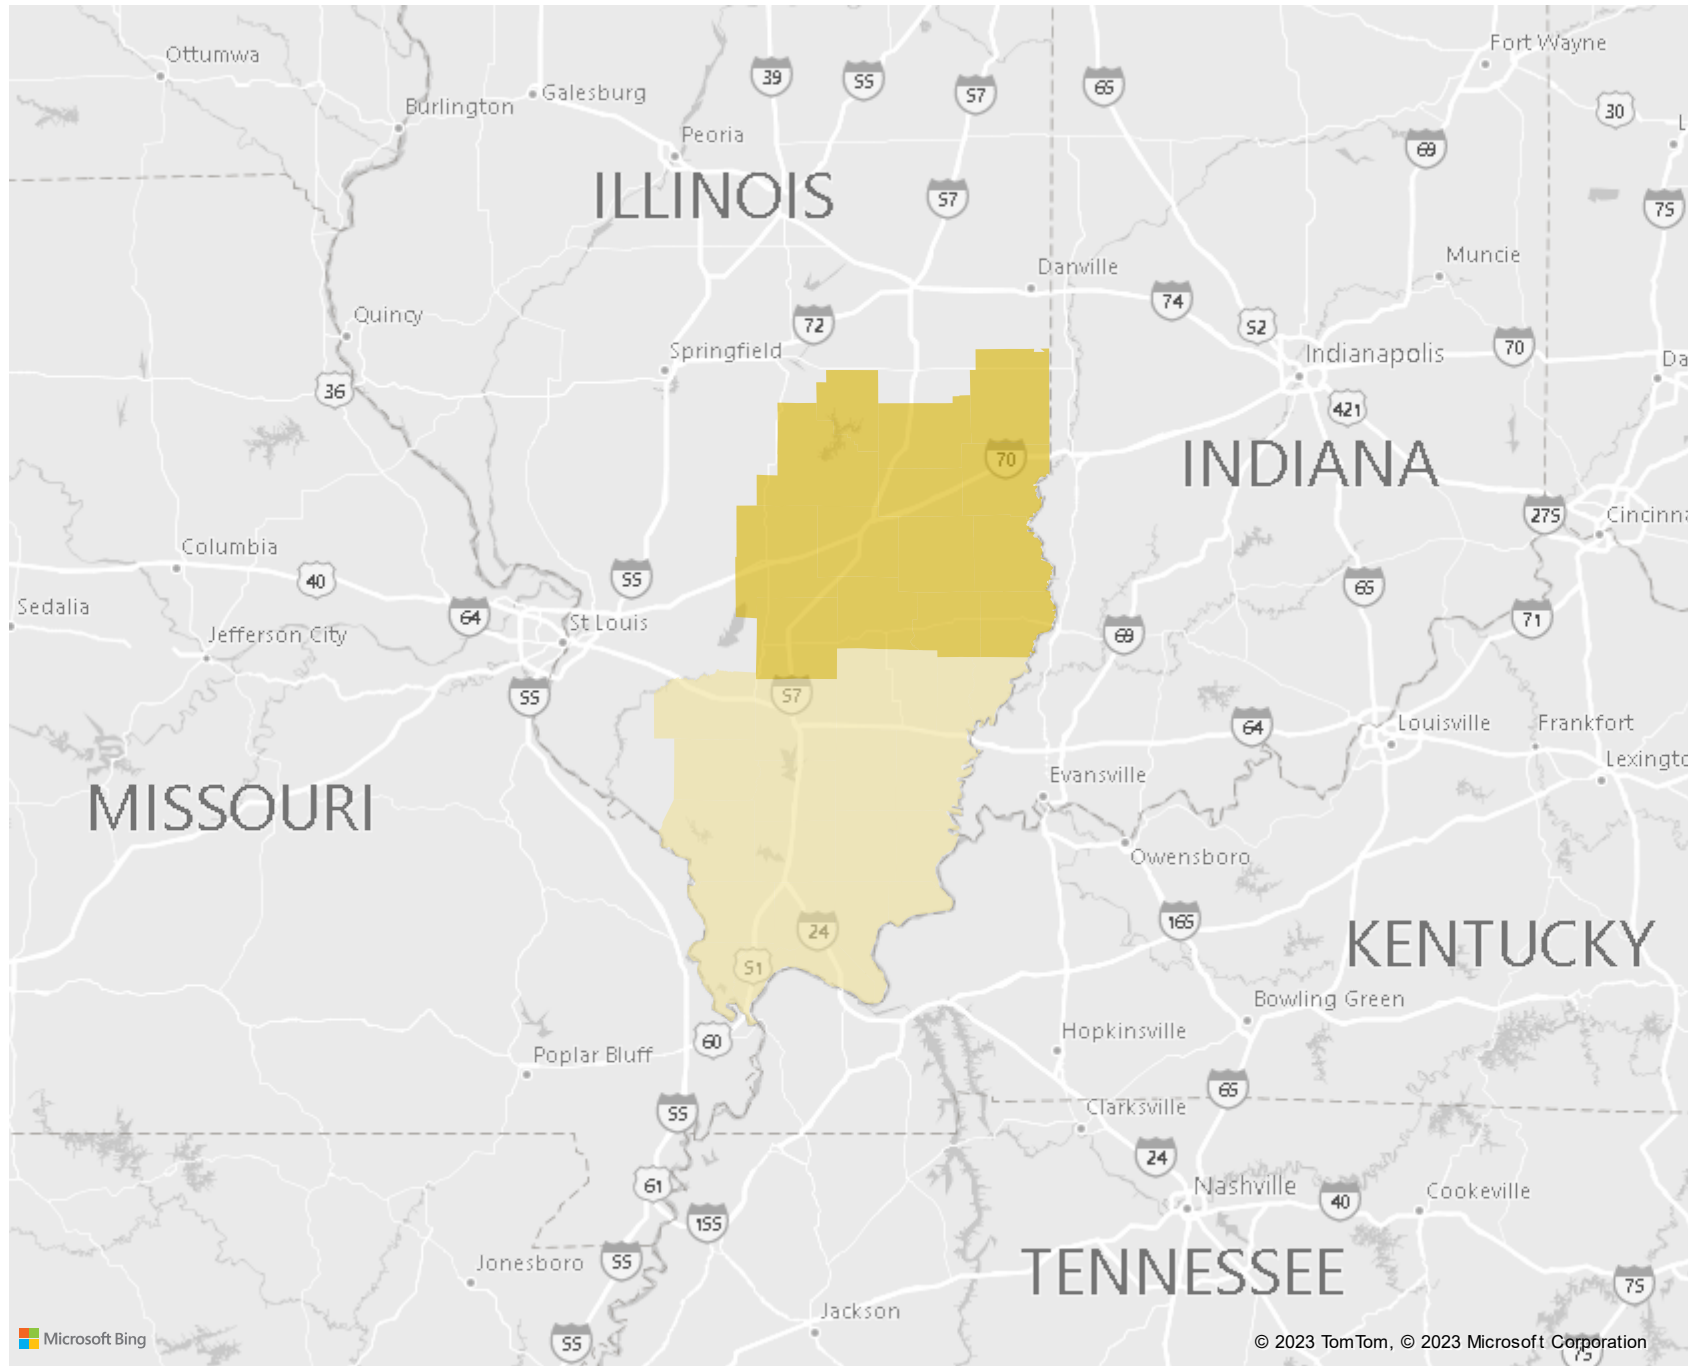 Ottumwa
Fort Wayne
39
55
57
65
Galesburg
Burlington
30
Peoria
69
L
ILLINOIS
57
75
Muncie
Danville
74
Quincy
72
52
Springfield
Indianapolis
70
Da
36
421
INDIANA
70
275
Cincinna
Columbia
40
55
65
Sedalia
64
St Louis
71
Jefferson City
69
55
57
Louisville
Frankfort
64
Lexingto
Evansville
MISSOURI
Owensboro
165
24
KENTUCKY
51
Bowling Green
60
Hopkinsville
Poplar Bluff
65
55
Clarksville
24
61
Nashville
40
Cookeville
155
Jonesboro
55
TENNESSEE
75
Jackson
Microsoft Bing
55
© 2023 TomTom, © 2023 Microsoft Corporation
75